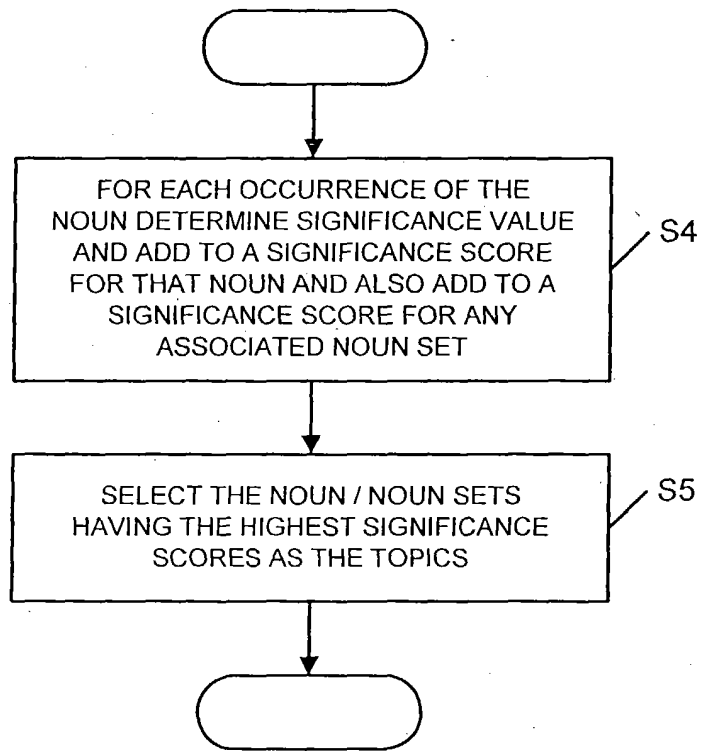 FOR EACH OCCURRENCE OF THE
NOUN DETERMINE SIGNIFICANCE VALUE
AND ADD TO A SIGNIFICANCE SCORE
FOR THAT NOUN AND ALSO ADD TO A
SIGNIFICANCE SCORE FOR ANY
ASSOCIATED NOUN SET
S4
SELECT THE NOUN / NOUN SETS
HAVING THE HIGHEST SIGNIFICANCE
SCORES AS THE TOPICS
S5